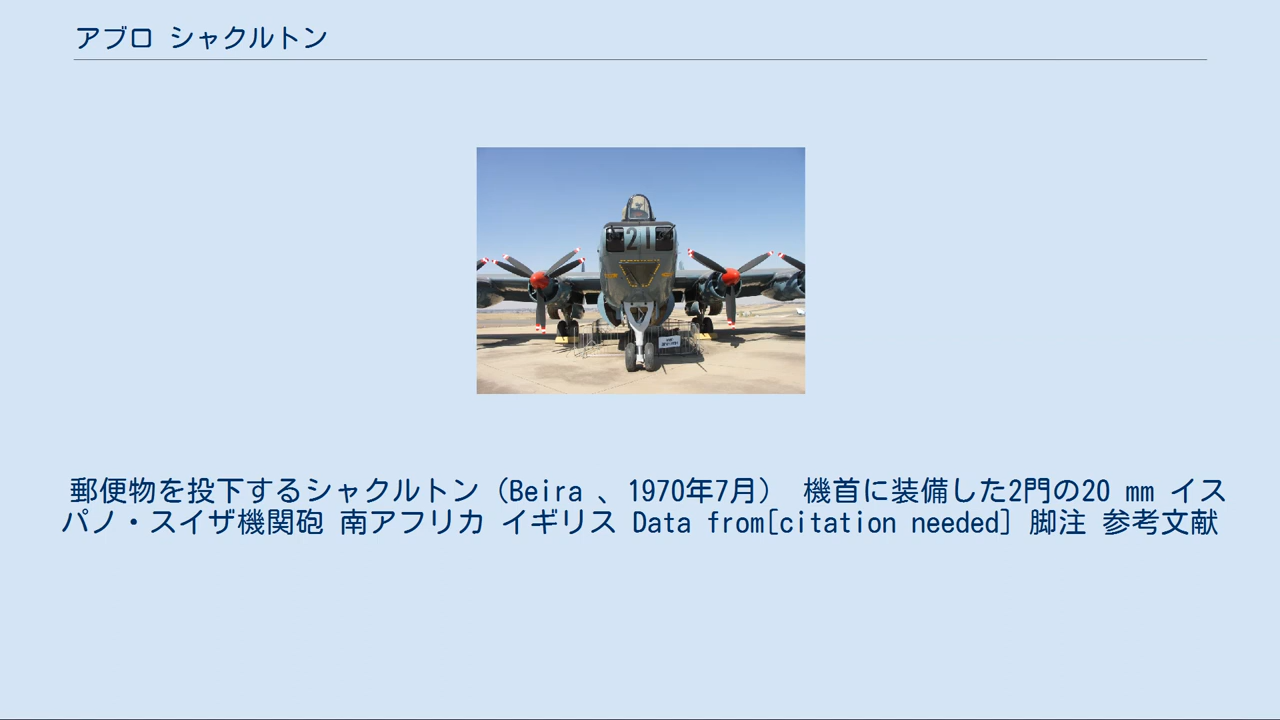 アブロ シャクルトン
21
郵便物を投下するシャクルトン（Beira 、1970年7月） 機首に装備した2門の20 mm イス
パノ・スイザ機関砲 南アフリカ イギリス Data from[citation needed] 脚注 参考文献